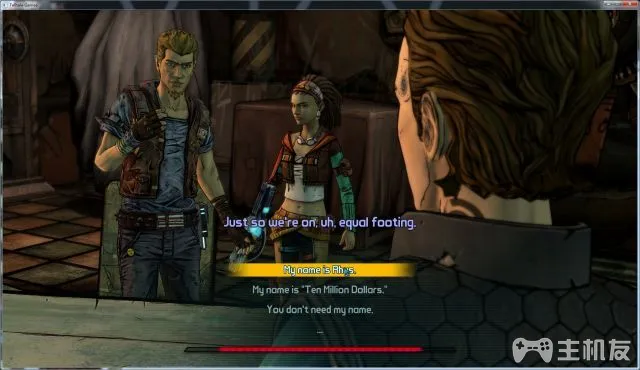 Telltale Games
Just so we're on, uh, equal footing.
My name is Rhys.
My name is "Ten Million Dollars."
You don't need my name.
...
主机友